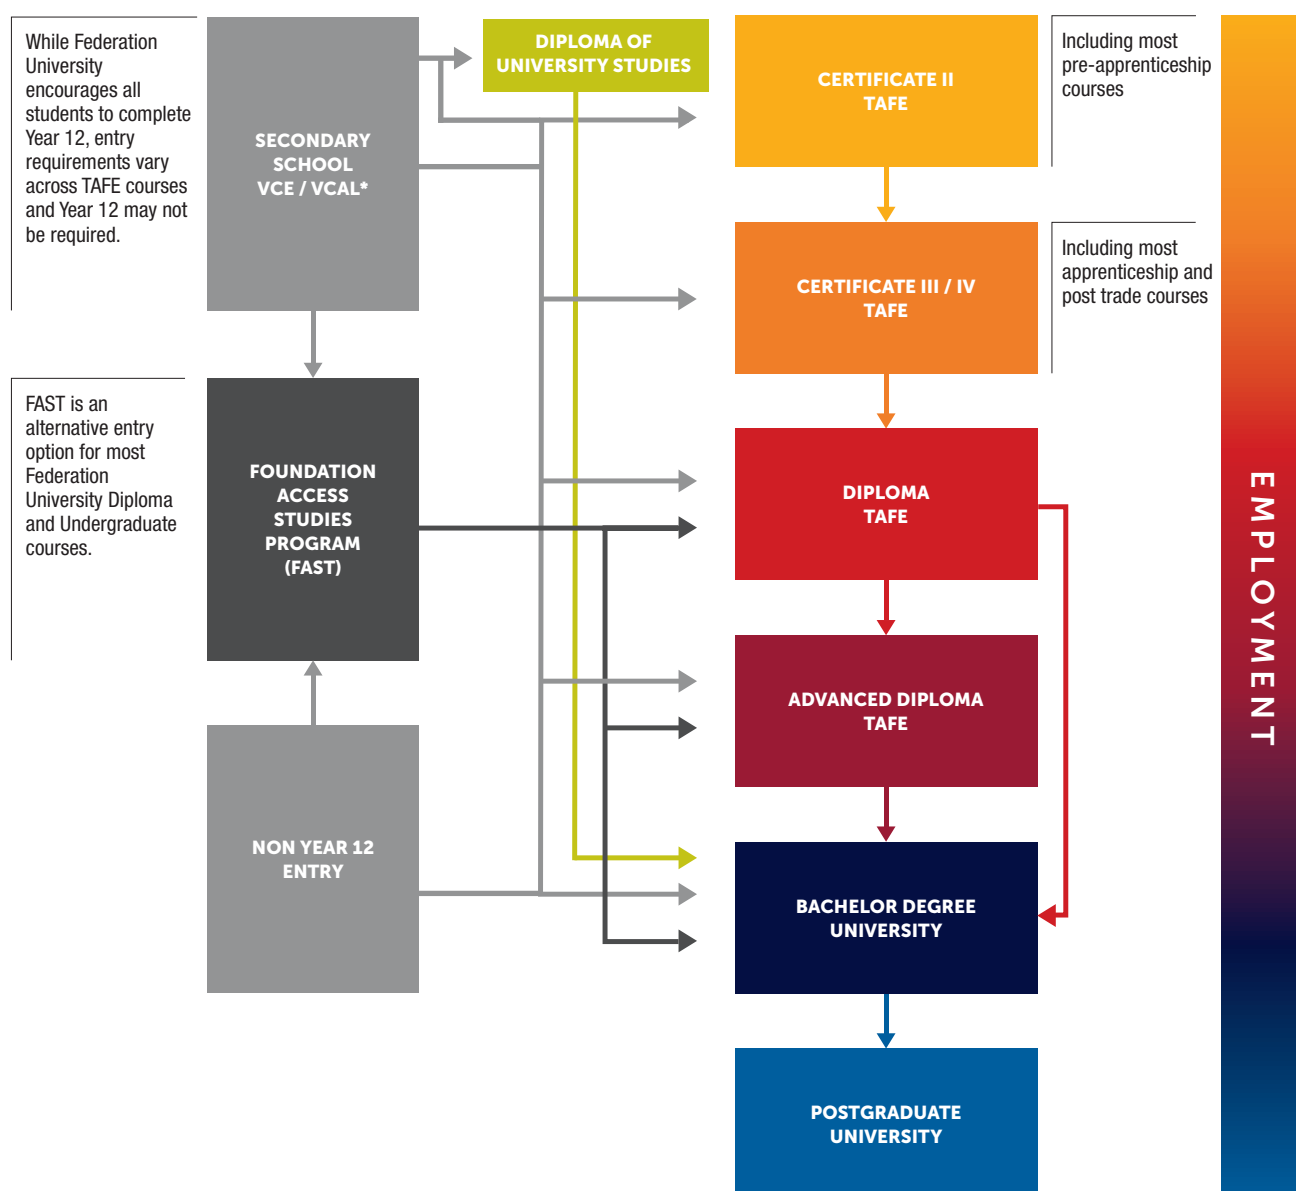 While Federation
University
encourages all
students to complete
Year 12, entry
requirements vary
across TAFE courses
and Year 12 may not
be required.
SECONDARY
SCHOOL
VCE / VCAL*
DIPLOMA OF
UNIVERSITY STUDIES
CERTIFICATE II
TAFE
Including most
pre-apprenticeship
courses
CERTIFICATE III / IV
TAFE
Including most
apprenticeship and
post trade courses
FAST is an
alternative entry
option for most
Federation
University Diploma
and Undergraduate
courses.
FOUNDATION
ACCESS
STUDIES
PROGRAM
(FAST)
DIPLOMA
TAFE
ADVANCED DIPLOMA
TAFE
NON YEAR 12
ENTRY
BACHELOR DEGREE
UNIVERSITY
POSTGRADUATE
UNIVERSITY
EMPLOYMENT